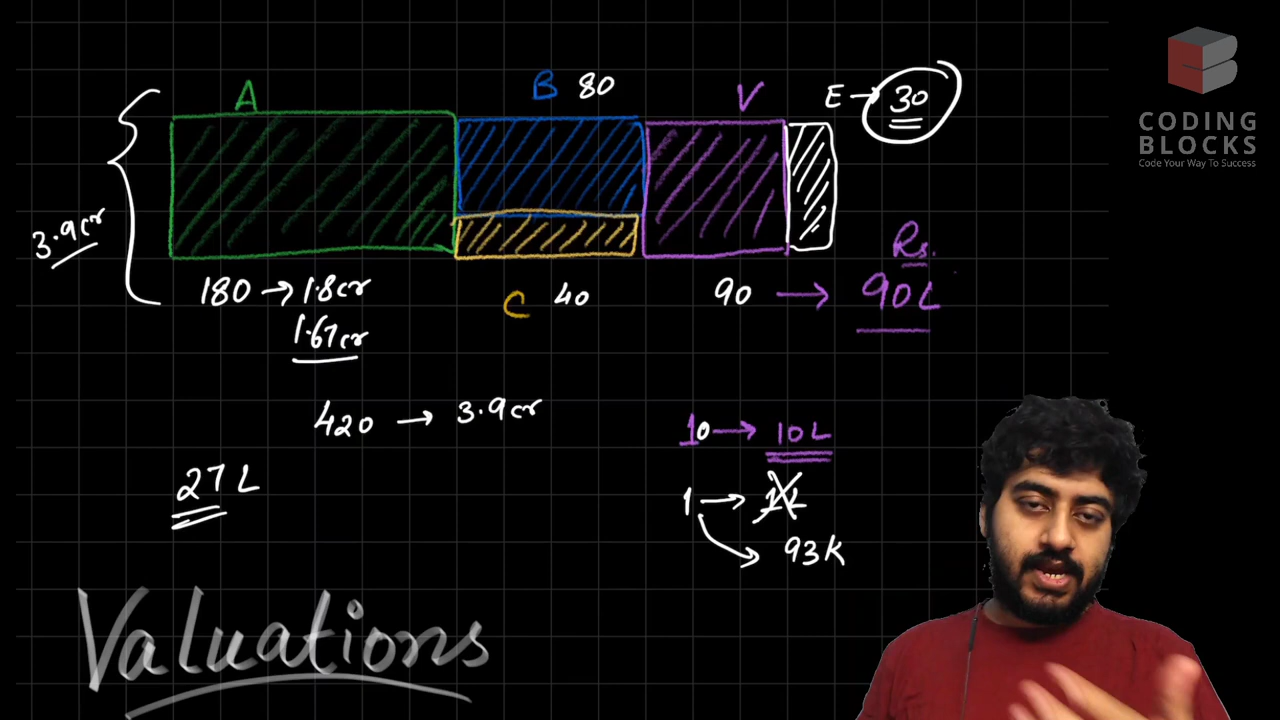 A
B 80
V
E → 30
CODING
BLOCKS
Code Your Way To Success
3.9cr
180 → 1.8cr
1.67cr
C 40
90 → 90L
Rs.
420 → 3.9cr
10 → 10L
1 → 1L
93K
27L
Valuations